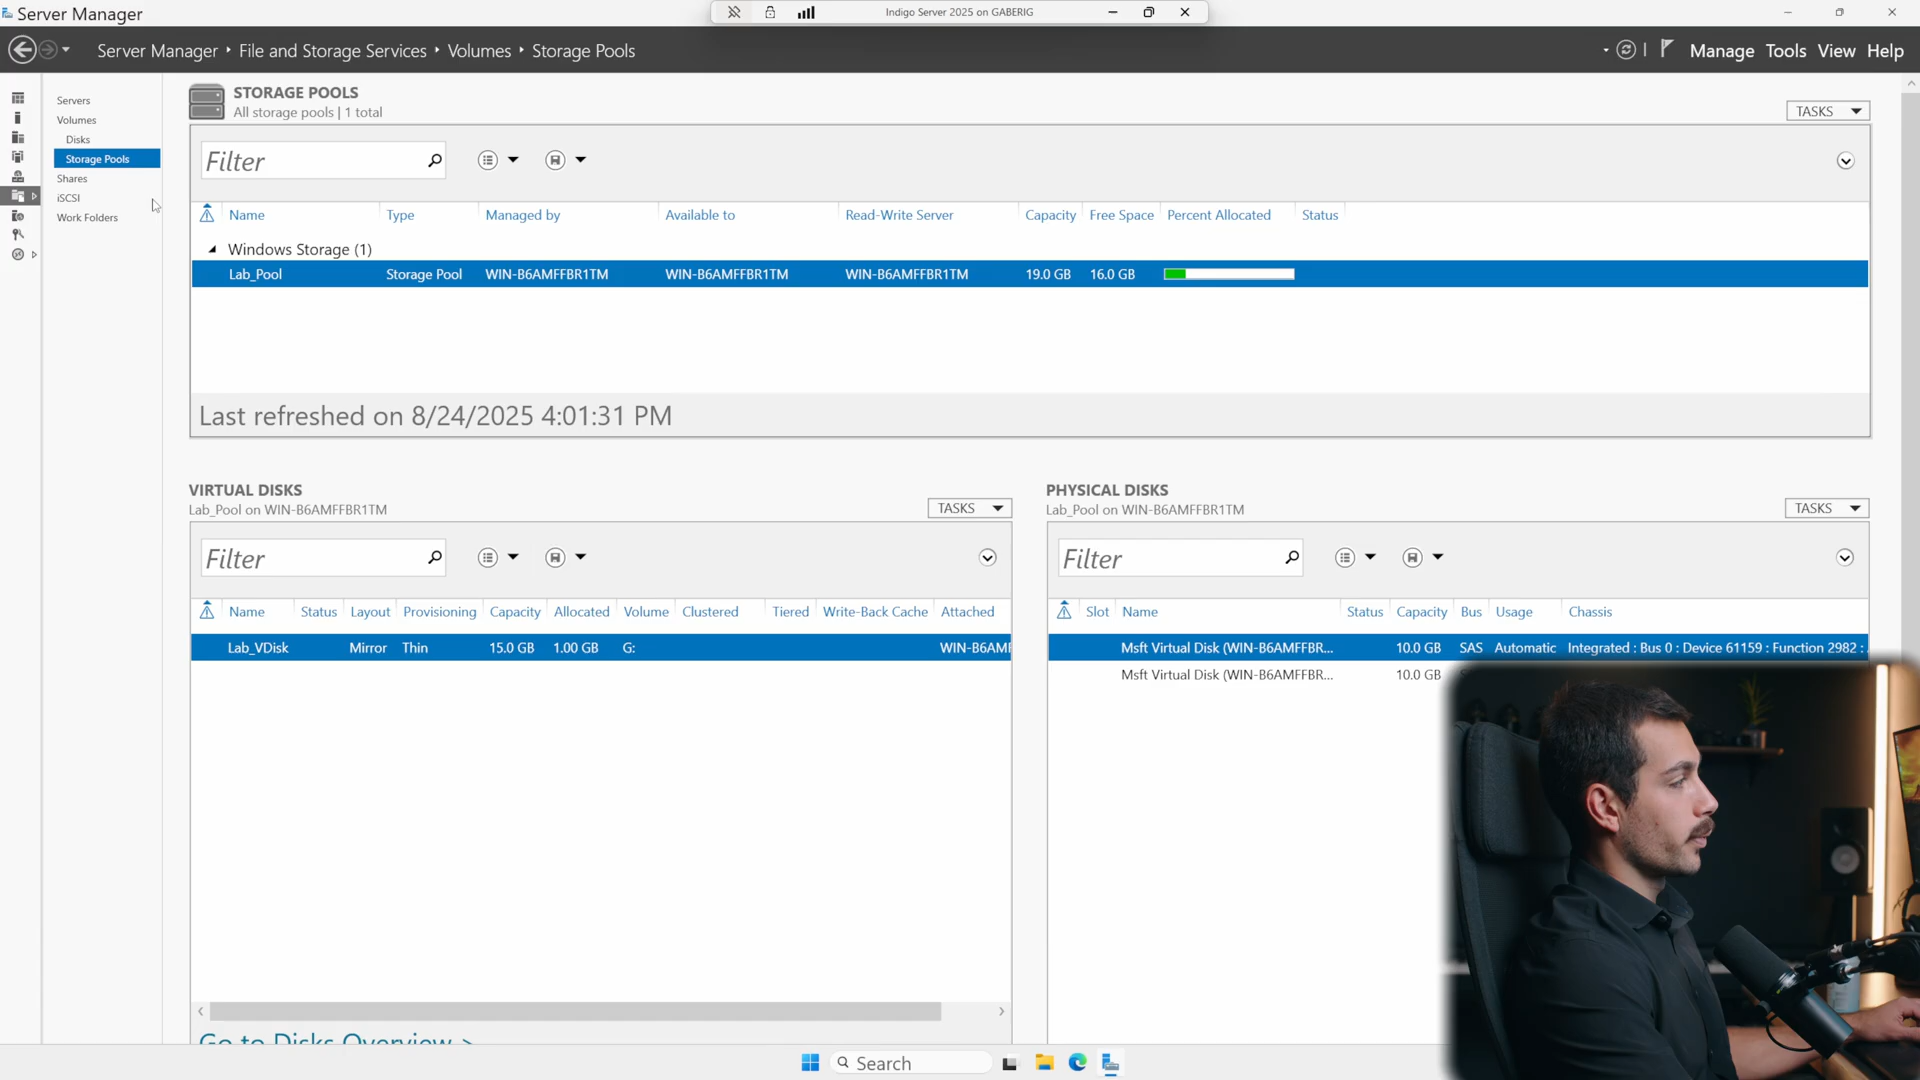 Server Manager
Indigo Server 2025 on GABERIG
Server Manager • File and Storage Services • Volumes • Storage Pools
Manage Tools View Help
Servers
Volumes
Disks
Storage Pools
Shares
iSCSI
Work Folders
STORAGE POOLS
All storage pools | 1 total
TASKS
Filter
Name Type Managed by Available to Read-Write Server Capacity Free Space Percent Allocated Status
Windows Storage (1)
Lab_Pool Storage Pool WIN-B6AMFFBR1TM WIN-B6AMFFBR1TM WIN-B6AMFFBR1TM 19.0 GB 16.0 GB
Last refreshed on 8/24/2025 4:01:31 PM
VIRTUAL DISKS
Lab_Pool on WIN-B6AMFFBR1TM
TASKS
Filter
Name Status Layout Provisioning Capacity Allocated Volume Clustered Tiered Write-Back Cache Attached
Lab_VDisk Mirror Thin 15.0 GB 1.00 GB G: WIN-B6AMF
Go to Disks Overview >
PHYSICAL DISKS
Lab_Pool on WIN-B6AMFFBR1TM
TASKS
Filter
Slot Name Status Capacity Bus Usage Chassis
Msft Virtual Disk (WIN-B6AMFFBR... 10.0 GB SAS Automatic Integrated : Bus 0 : Device 61159 : Function 2982 :
Msft Virtual Disk (WIN-B6AMFFBR... 10.0 GB
Search